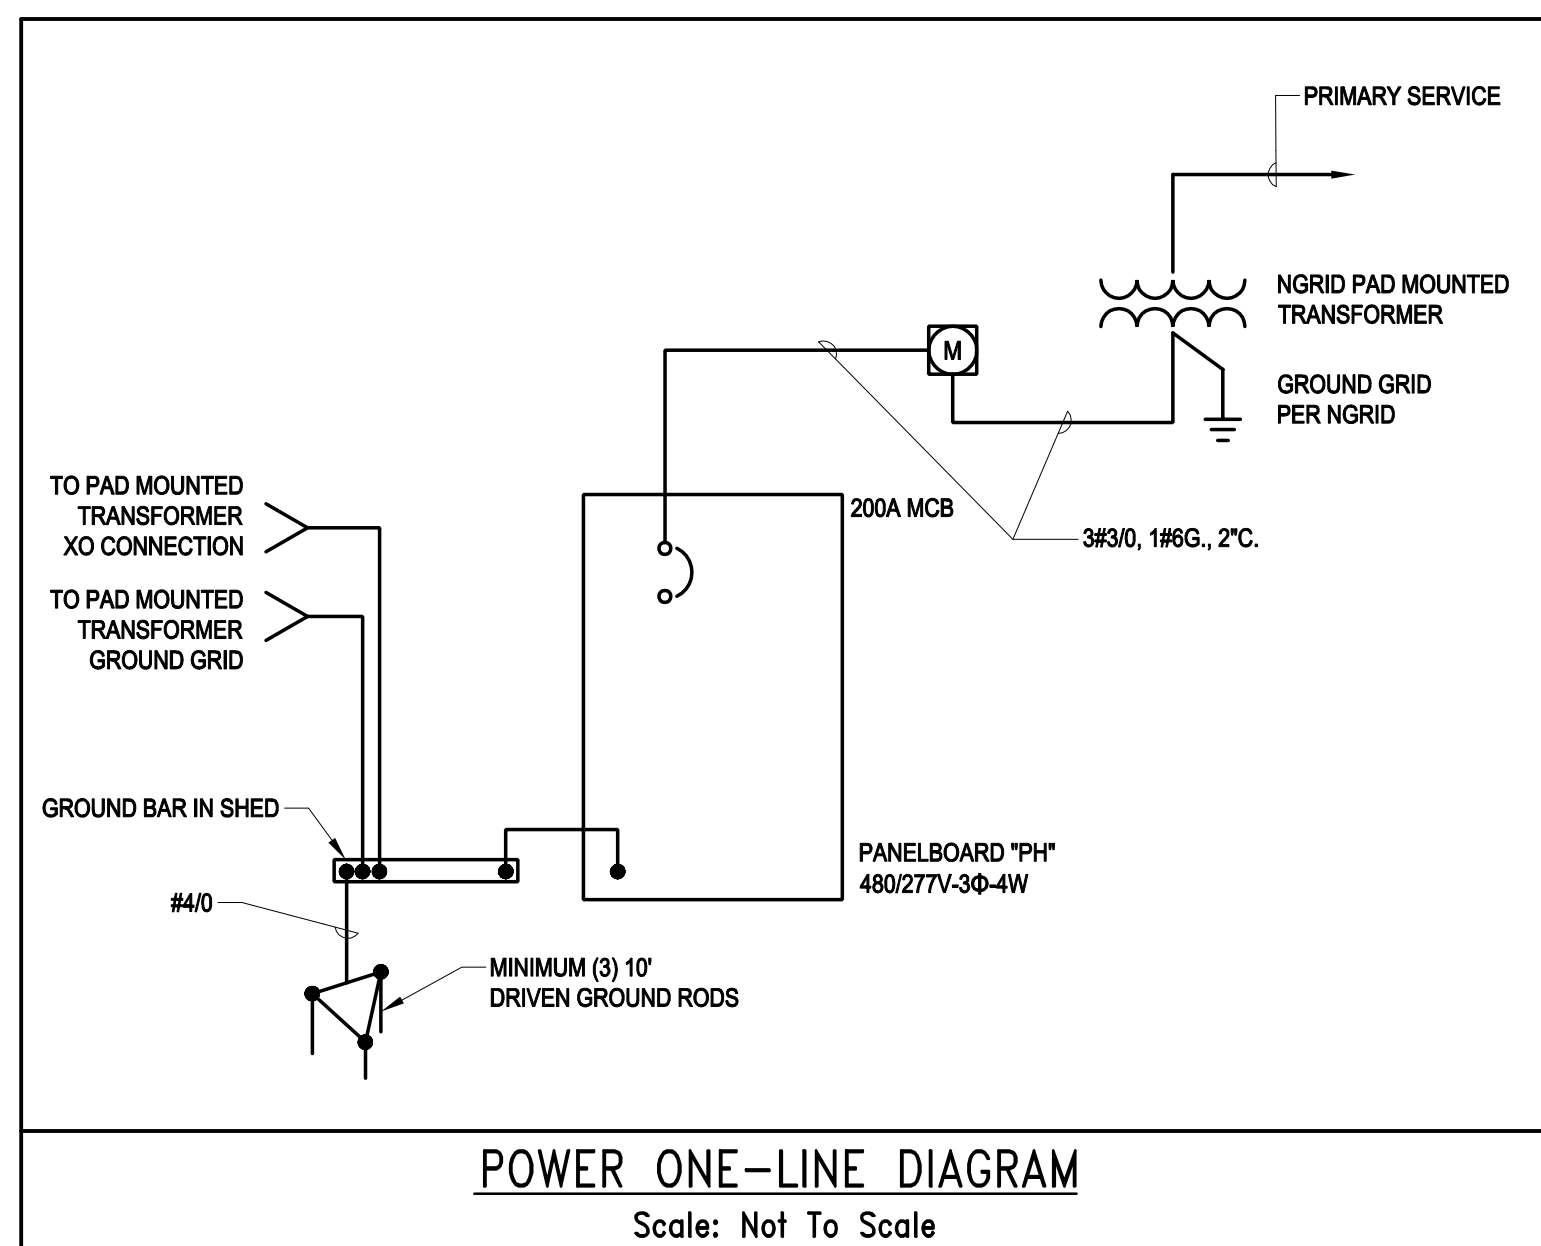 PRIMARY SERVICE
NGRID PAD MOUNTED
TRANSFORMER
M
GROUND GRID
PER NGRID
TO PAD MOUNTED
TRANSFORMER
XO CONNECTION
200A MCB
3#3/0, 1#6G., 2"C.
TO PAD MOUNTED
TRANSFORMER
GROUND GRID
GROUND BAR IN SHED
PANELBOARD "PH"
480/277V-3Φ-4W
#4/0
MINIMUM (3) 10'
DRIVEN GROUND RODS
POWER ONE-LINE DIAGRAM
Scale: Not To Scale